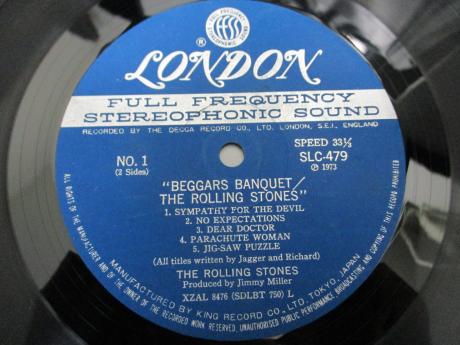 FULL FREQUENCY
STEREOPHONIC SOUND
®
LONDON
FULL FREQUENCY
STEREOPHONIC SOUND
RECORDED BY THE DECCA RECORD CO., LTD. LONDON, S.E.I., ENGLAND
NO. 1
(2 Sides)
SPEED 33⅓
SLC-479
℗ 1973
"BEGGARS BANQUET/
THE ROLLING STONES"
1. SYMPATHY FOR THE DEVIL
2. NO EXPECTATIONS
3. DEAR DOCTOR
4. PARACHUTE WOMAN
5. JIG-SAW PUZZLE
(All titles written by Jagger and Richard)
THE ROLLING STONES
Produced by Jimmy Miller
XZAL 8476 (SDLBT 750) L
MANUFACTURED BY KING RECORD CO., LTD. TOKYO, JAPAN
ALL RIGHTS OF THE MANUFACTURER AND OF THE OWNER OF THE RECORDED WORK RESERVED. UNAUTHORISED PUBLIC PERFORMANCE, BROADCASTING AND COPYING OF THIS RECORD PROHIBITED